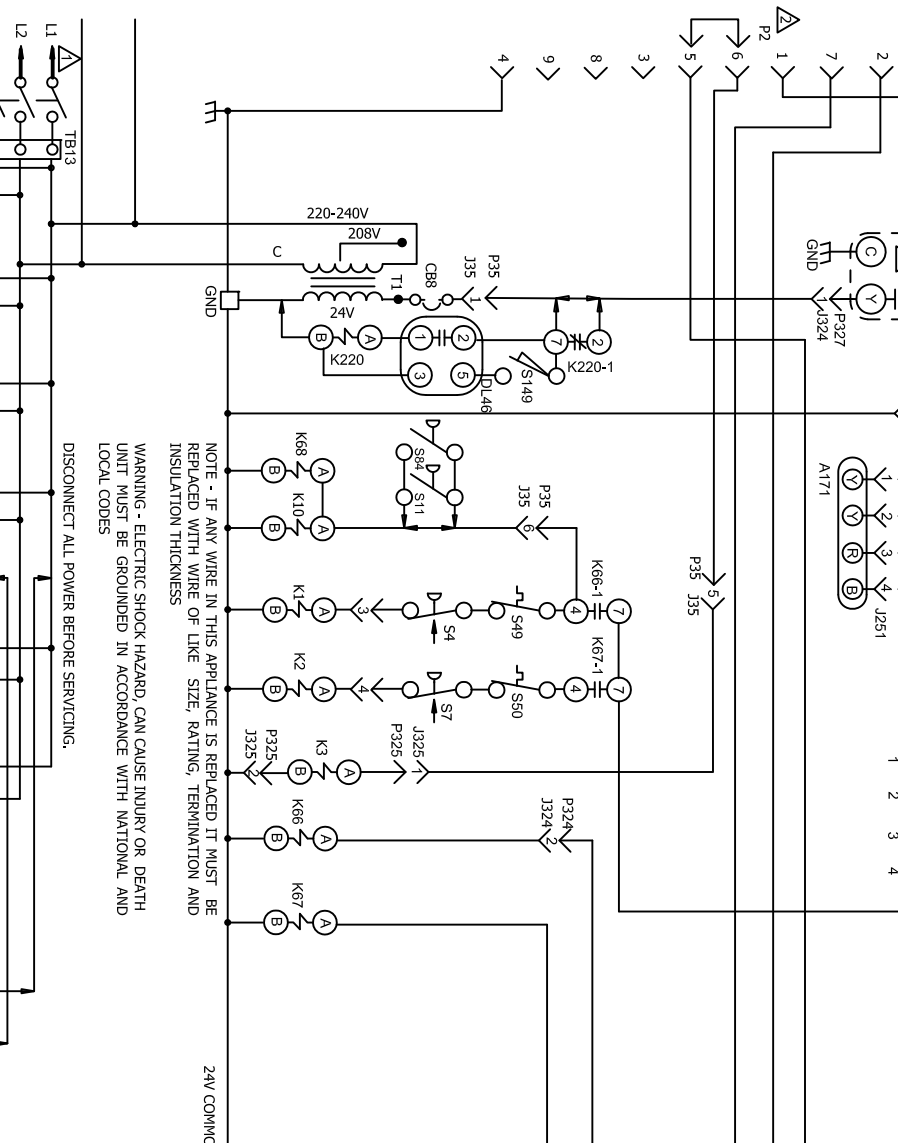 L1
L2
1
TB13
2
P2
4
9
8
3
5
6
1
7
2
220-240V
208V
C
24V
T1
CB8
J35
P35
1
GND
B
A
K220
1
2
3
5
DL46
S149
7
2
K220-1
GND
C
Y
1
P327
J324
A171
Y
Y
R
B
1
2
3
4
J251
K68
B
A
K10
B
A
S84
S11
J35
P35
6
K1
B
A
3
S4
S49
K66-1
4
7
K2
B
A
4
S7
S50
K67-1
4
7
P35
5
J35
J325
P325
2
K3
B
A
P325
J325
1
K66
B
A
J324
P324
2
K67
B
A
1
2
3
4
NOTE - IF ANY WIRE IN THIS APPLIANCE IS REPLACED IT MUST BE
REPLACED WITH WIRE OF LIKE SIZE, RATING, TERMINATION AND
INSULATION THICKNESS
WARNING - ELECTRIC SHOCK HAZARD, CAN CAUSE INJURY OR DEATH
UNIT MUST BE GROUNDED IN ACCORDANCE WITH NATIONAL AND
LOCAL CODES
DISCONNECT ALL POWER BEFORE SERVICING.
24V COMMO